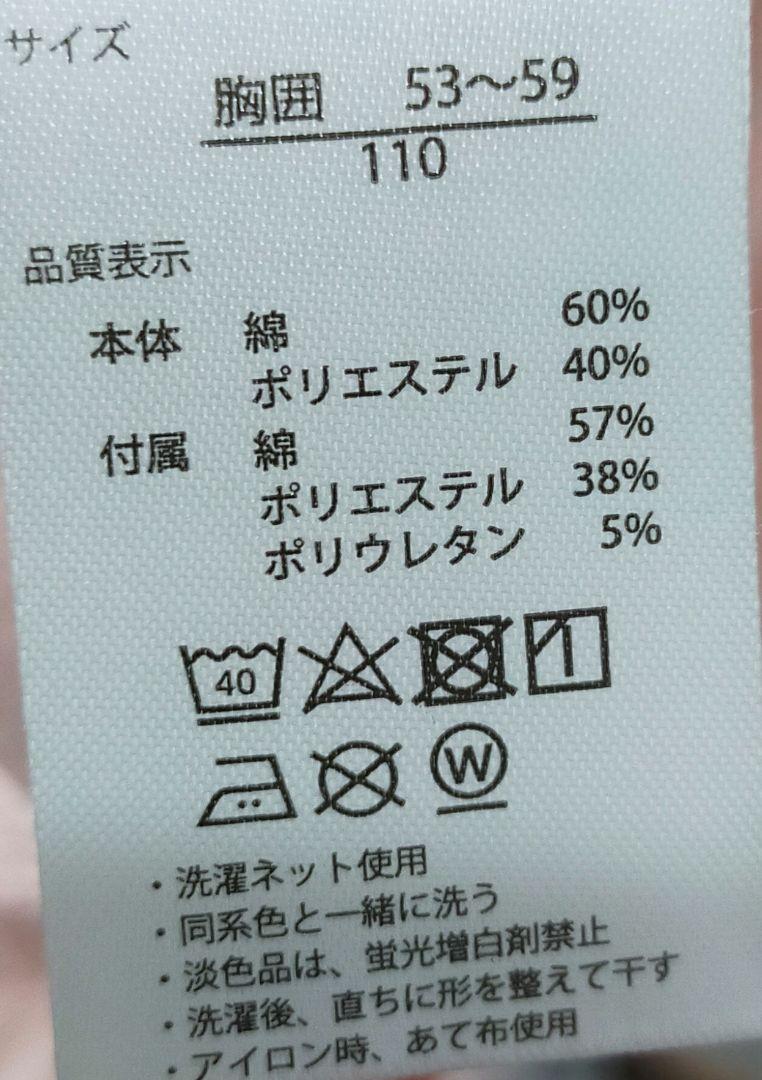 サイズ
胸囲 53～59
110
品質表示
本体 綿 60%
ポリエステル 40%
付属 綿 57%
ポリエステル 38%
ポリウレタン 5%
40
W
・洗濯ネット使用
・同系色と一緒に洗う
・淡色品は、蛍光増白剤禁止
・洗濯後、直ちに形を整えて干す
・アイロン時、あて布使用